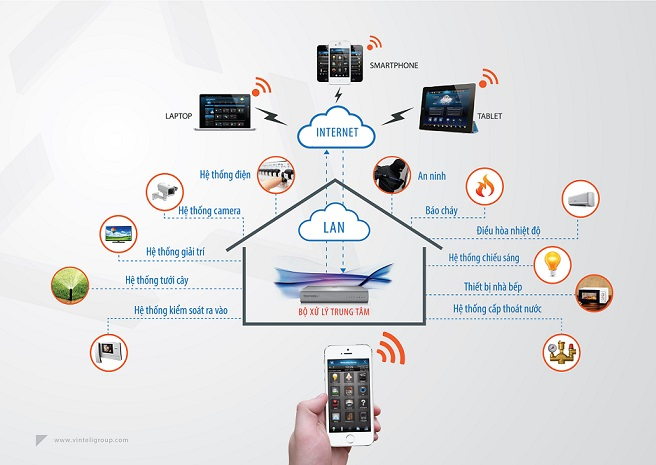 SMARTPHONE
LAPTOP
TABLET
INTERNET
Hệ thống điện
An ninh
Hệ thống camera
Báo cháy
LAN
Điều hòa nhiệt độ
Hệ thống giải trí
Hệ thống chiếu sáng
Hệ thống tưới cây
Thiết bị nhà bếp
Hệ thống kiểm soát ra vào
BỘ XỬ LÝ TRUNG TÂM
Hệ thống cấp thoát nước
www.vinteligroup.com